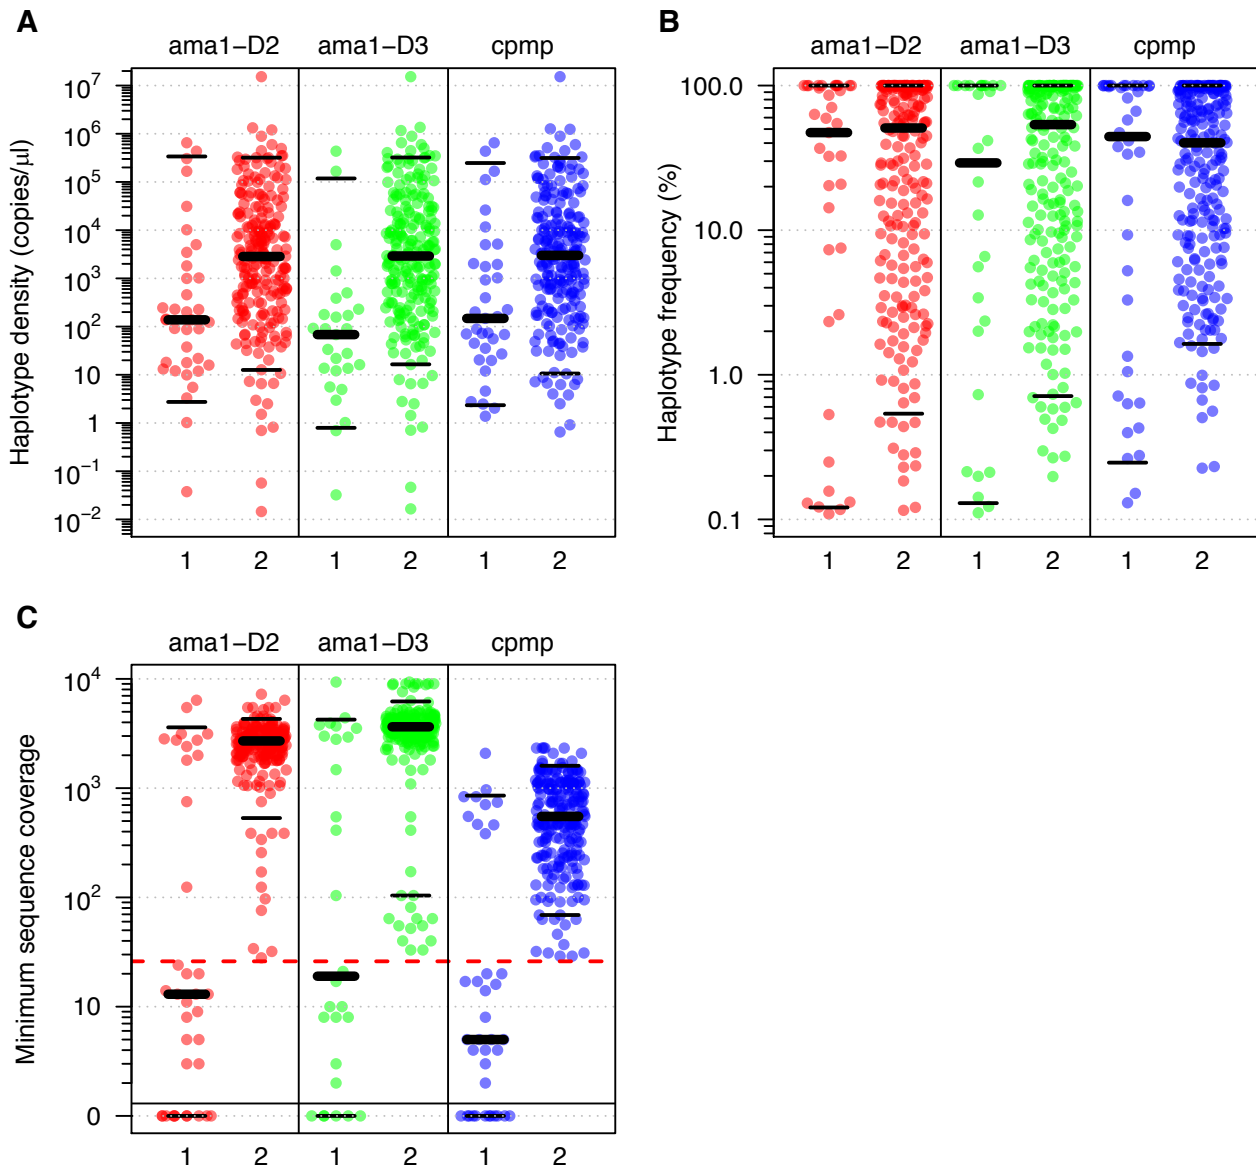 A
ama1−D2 ama1−D3 cpmp
Haplotype density (copies/μl)
10^7
10^6
10^5
10^4
10^3
10^2
10
1
10^−1
10^−2
1 2 1 2 1 2
B
ama1−D2 ama1−D3 cpmp
Haplotype frequency (%)
100.0
10.0
1.0
0.1
1 2 1 2 1 2
C
ama1−D2 ama1−D3 cpmp
Minimum sequence coverage
10^4
10^3
10^2
10
0
1 2 1 2 1 2